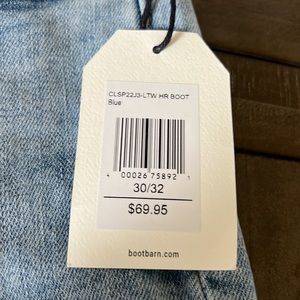 CLSP22J3-LTW HR BOOT
Blue
4 00026 75892 1
30/32
$69.95
bootbarn.com